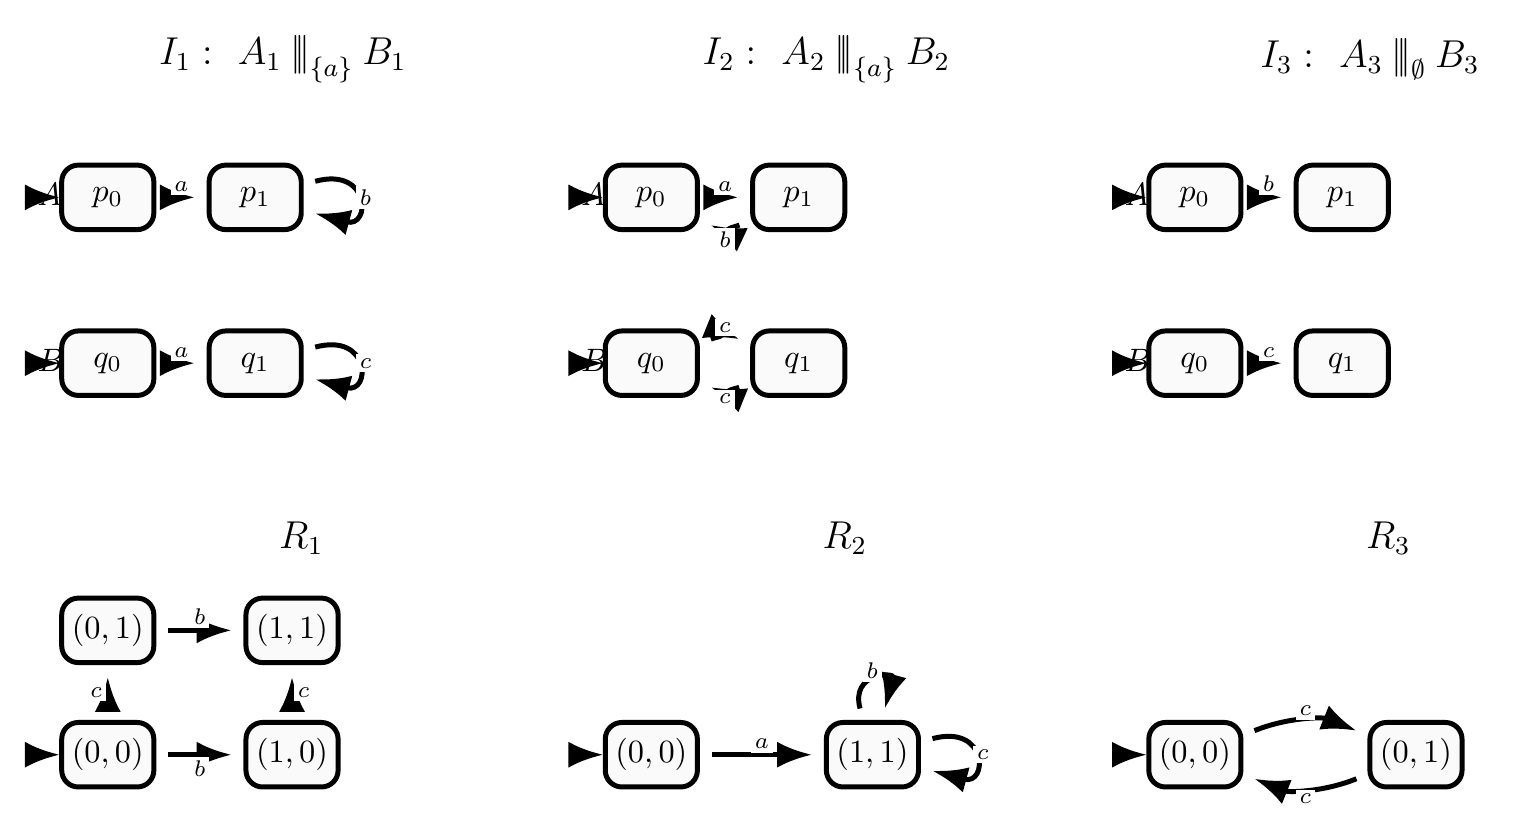 I₁ : A₁ |||_{a} B₁
I₂ : A₂ |||_{a} B₂
I₃ : A₃ |||_∅ B₃
A p₀ a p₁ b
A p₀ a p₁
b
A p₀ b p₁
B q₀ a q₁ c
c
B q₀ q₁
c
B q₀ c q₁
R₁
R₂
R₃
(0, 1) b (1, 1)
c c
(0, 0) b (1, 0)
b
(0, 0) a (1, 1) c
c
(0, 0) (0, 1)
c